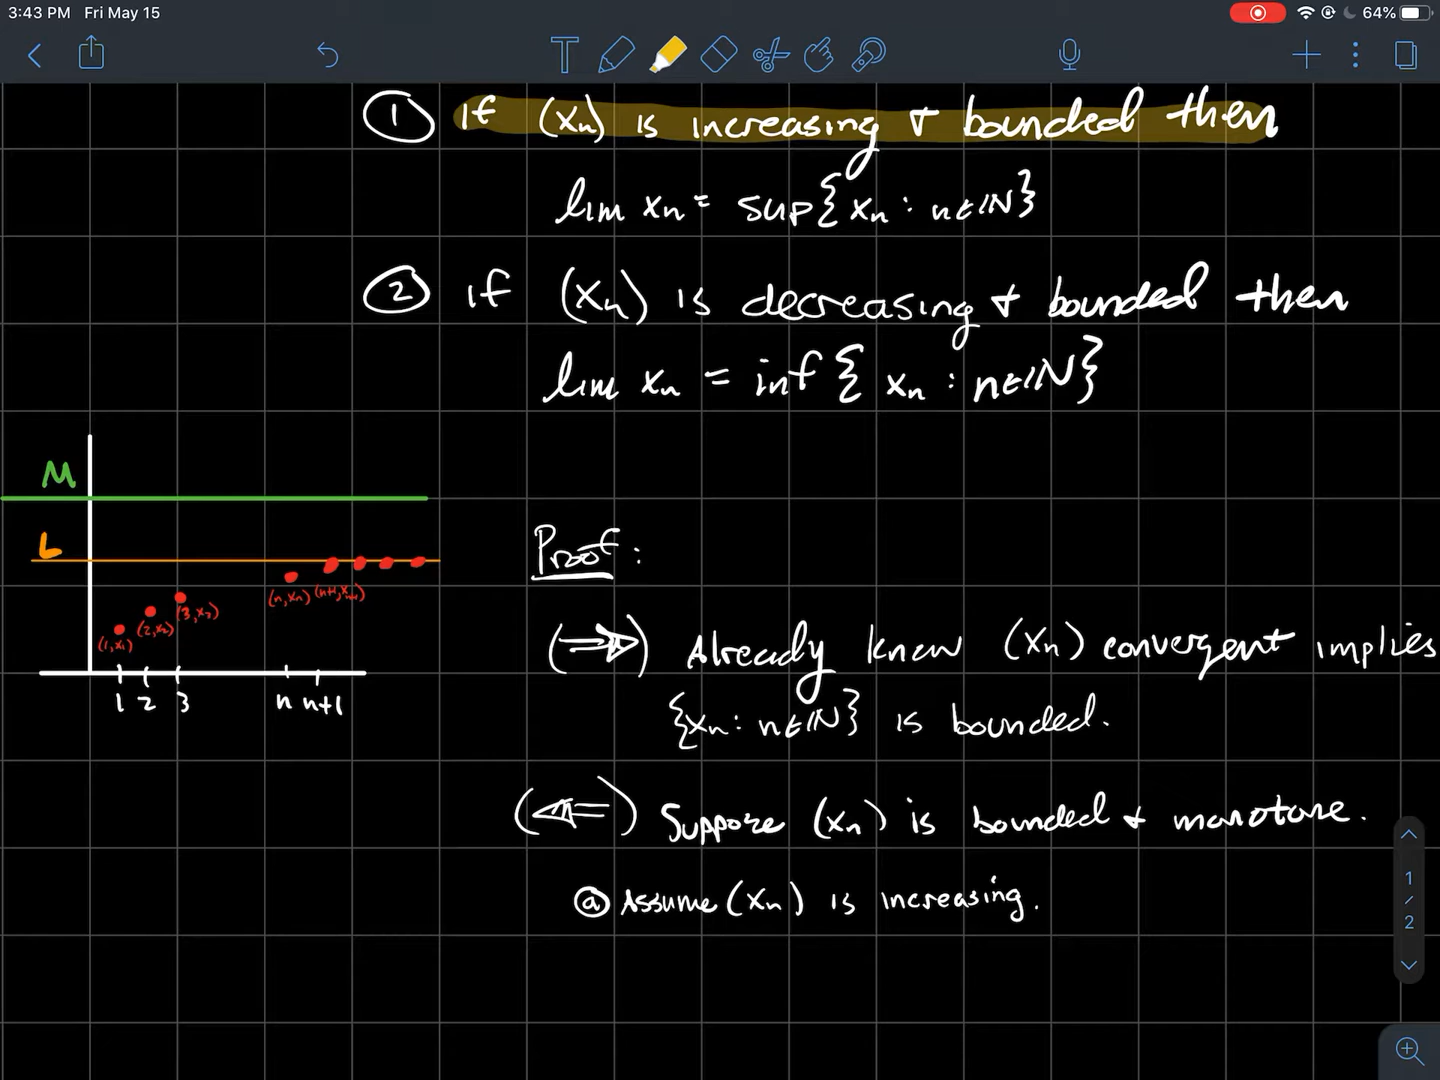 3:43 PM Fri May 15
64%
① If (xn) is increasing & bounded then
lim xn = sup{xn : n∈ℕ}
② if (xn) is decreasing & bounded then
lim xn = inf{xn : n∈ℕ}
M
L
(1,x1) (2,x2) (3,x3) (n,xn) (n+1,xn+1)
1 2 3 n n+1
Proof:
(⟹) Already know (xn) convergent implies
{xn : n∈ℕ} is bounded.
(⟸) Suppose (xn) is bounded & monotone.
ⓐ Assume (xn) is increasing.
1
/
2